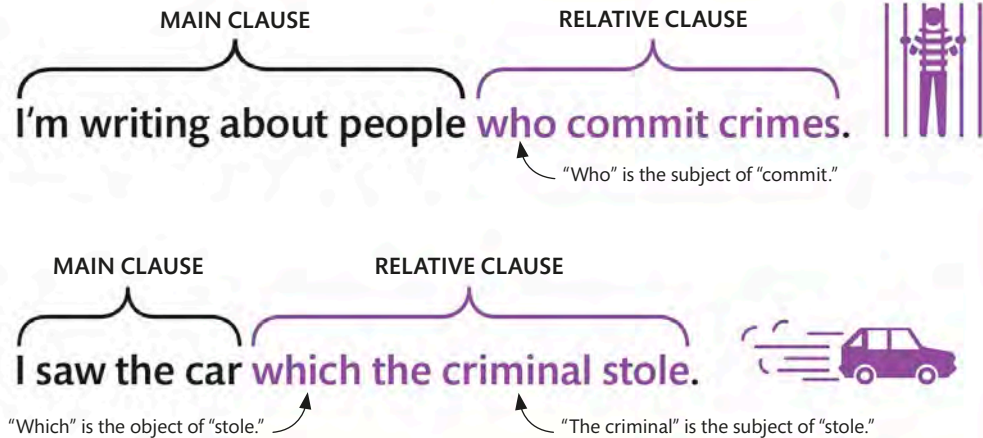 MAIN CLAUSE RELATIVE CLAUSE
I'm writing about people who commit crimes.
“Who” is the subject of “commit.”
MAIN CLAUSE RELATIVE CLAUSE
I saw the car which the criminal stole.
“Which” is the object of “stole.” “The criminal” is the subject of “stole.”